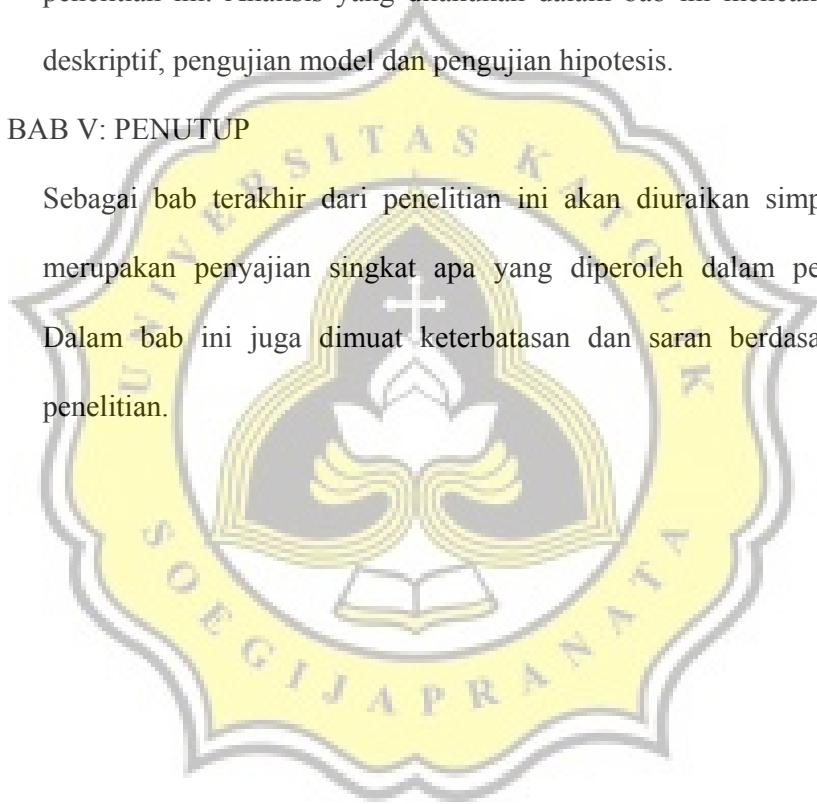 penelitian ini. Analisis yang dilakukan dalam bab ini
deskriptif, pengujian model dan pengujian hipotesis.
BAB V: PENUTUP
Sebagai bab terakhir dari penelitian ini akan diuraikan simp
merupakan penyajian singkat apa yang diperoleh dalam pe
Dalam bab ini juga dimuat keterbatasan dan saran berdasa
penelitian.
UNIVERSITAS KATOLIK
SOEGIJAPRANATA